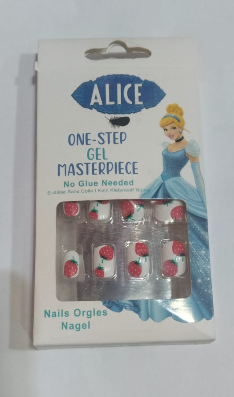 ALICE
ONE-STEP
GEL
MASTERPIECE
No Glue Needed
Nails Orgles
Nagel